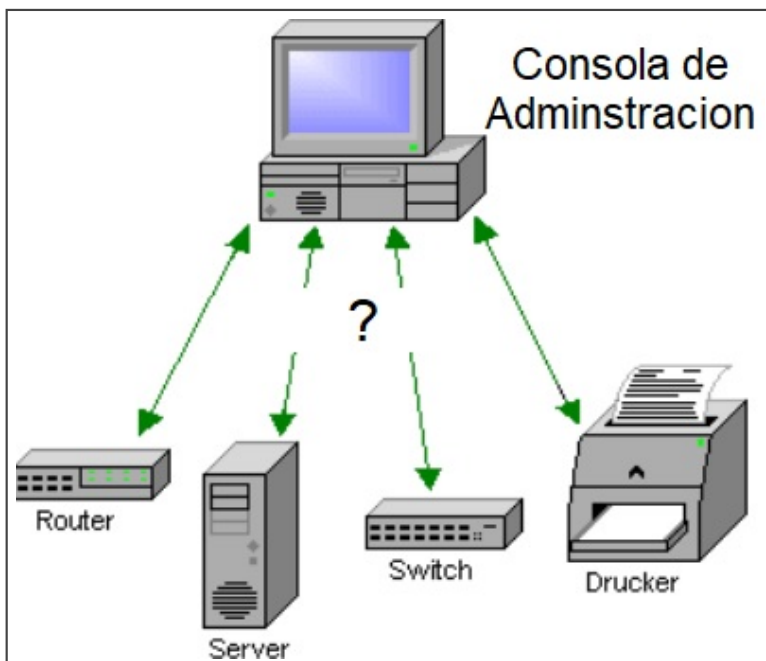 Consola de
Adminstracion
?
Router
Server
Switch
Drucker